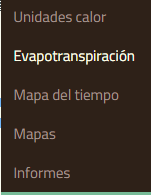 Unidades calor
Evapotranspiración
Mapa del tiempo
Mapas
Informes